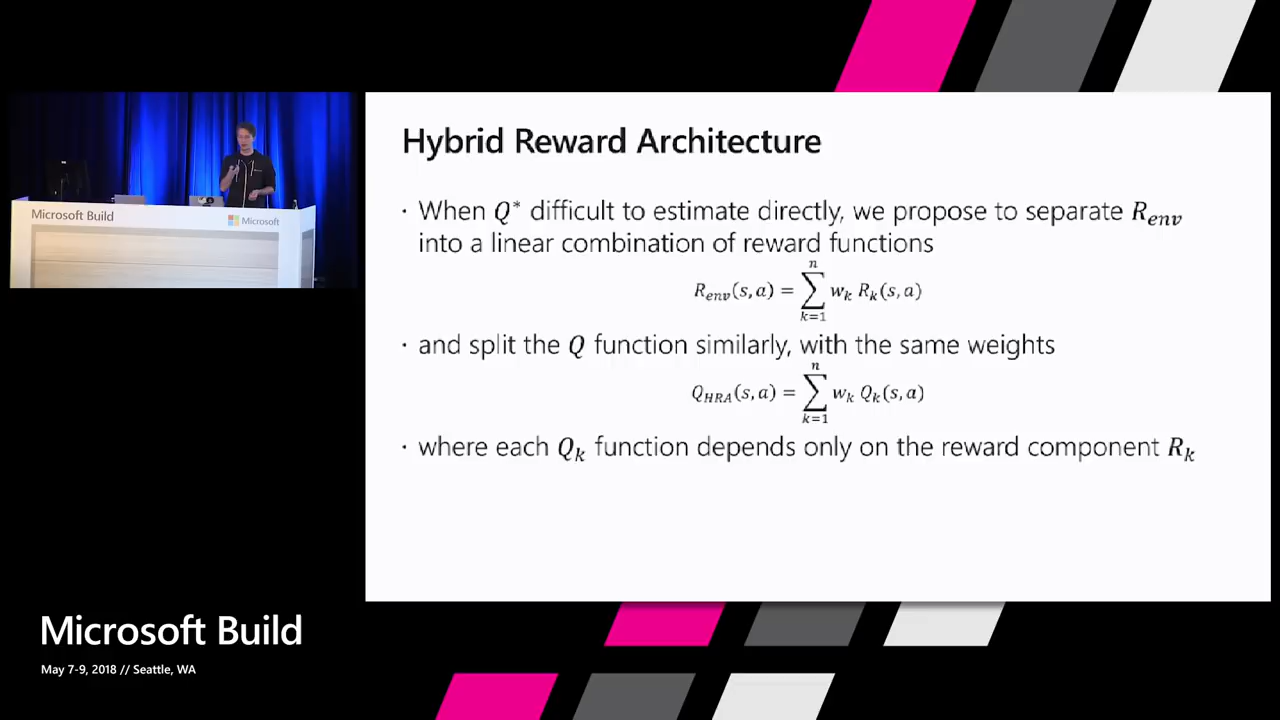 Hybrid Reward Architecture
· When Q* difficult to estimate directly, we propose to separate R_env
into a linear combination of reward functions
R_env(s, a) = ∑_{k=1}^{n} w_k R_k(s, a)
· and split the Q function similarly, with the same weights
Q_HRA(s, a) = ∑_{k=1}^{n} w_k Q_k(s, a)
· where each Q_k function depends only on the reward component R_k
Microsoft Build
Microsoft
Microsoft Build
May 7-9, 2018 // Seattle, WA